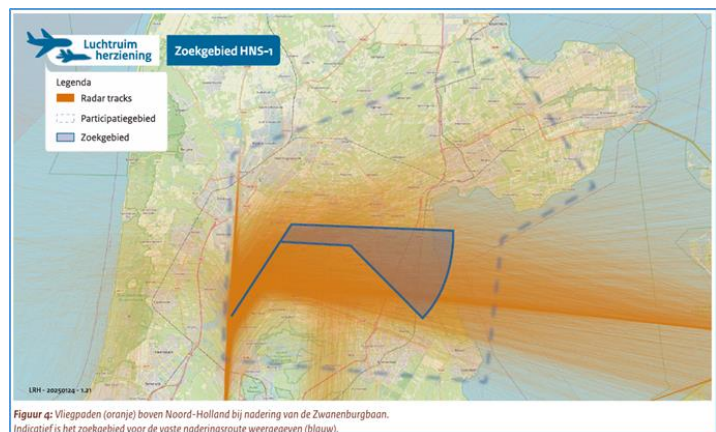 Luchtruim
herziening
Zoekgebied HNS-1
Legenda
Radar tracks
Participatiegebied
Zoekgebied
LRH - 20250124 - 1.21
Figuur 4: Vliegpaden (oranje) boven Noord-Holland bij nadering van de Zwanenburgbaan.
Indicatief is het zoekgebied voor de vaste naderingsroute weergegeven (blauw).